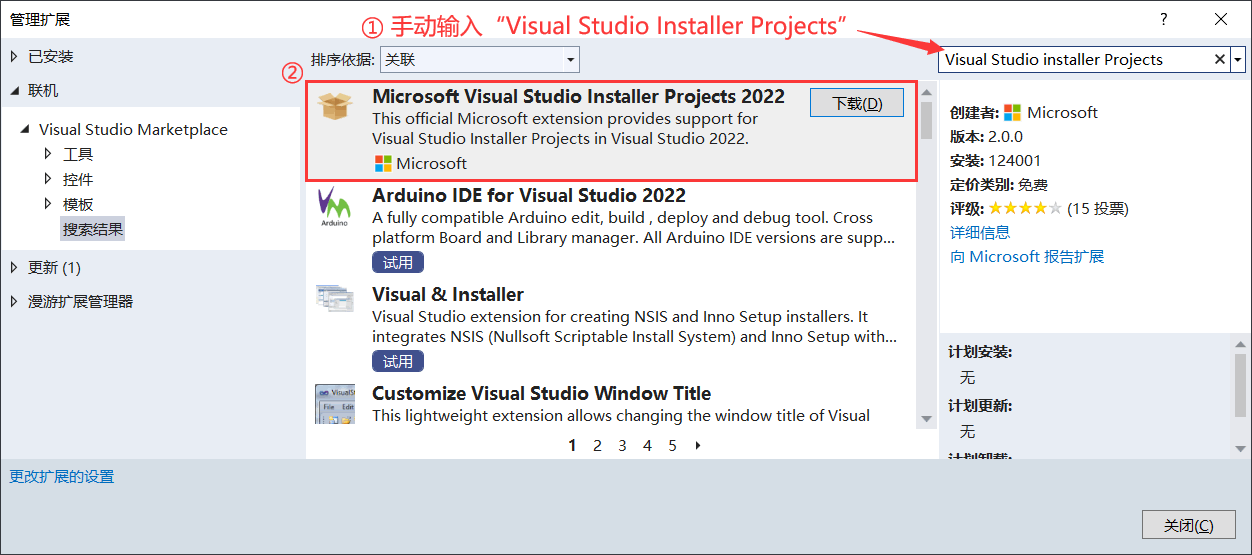 管理扩展
?
① 手动输入“Visual Studio Installer Projects”
已安装
联机
Visual Studio Marketplace
工具
控件
模板
搜索结果
更新 (1)
漫游扩展管理器
排序依据: 关联
②
Microsoft Visual Studio Installer Projects 2022
This official Microsoft extension provides support for
Visual Studio Installer Projects in Visual Studio 2022.
Microsoft
下载(D)
Arduino
Arduino IDE for Visual Studio 2022
A fully compatible Arduino edit, build , deploy and debug tool. Cross
platform Board and Library manager. All Arduino IDE versions are supp...
试用
Visual & Installer
Visual Studio extension for creating NSIS and Inno Setup installers. It
integrates NSIS (Nullsoft Scriptable Install System) and Inno Setup with...
试用
VisualSt
File Edit
Customize Visual Studio Window Title
This lightweight extension allows changing the window title of Visual
1 2 3 4 5
Visual Studio installer Projects
创建者: Microsoft
版本: 2.0.0
安装: 124001
定价类别: 免费
评级: (15 投票)
详细信息
向 Microsoft 报告扩展
计划安装:
无
计划更新:
无
计划卸载:
更改扩展的设置
关闭(C)